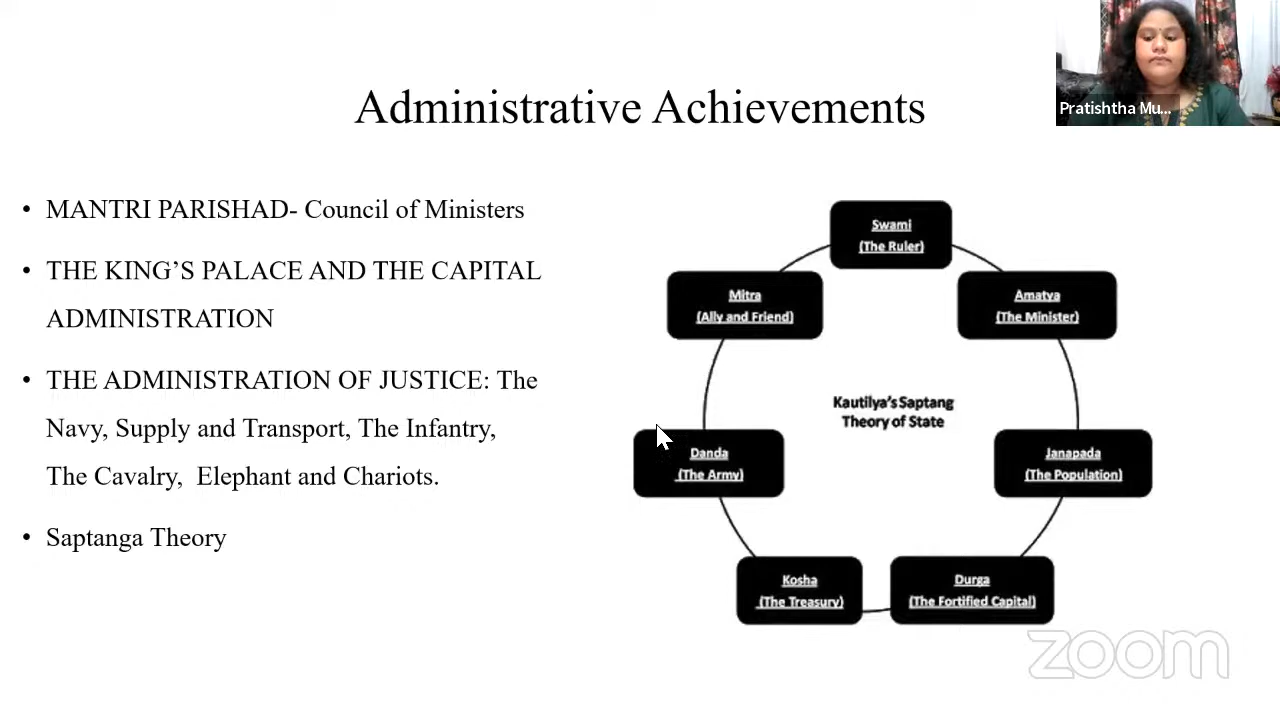 Administrative Achievements
Pratishtha Mu...
• MANTRI PARISHAD- Council of Ministers
• THE KING’S PALACE AND THE CAPITAL
ADMINISTRATION
• THE ADMINISTRATION OF JUSTICE: The
Navy, Supply and Transport, The Infantry,
The Cavalry,  Elephant and Chariots.
• Saptanga Theory
Swami
(The Ruler)
Mitra
(Ally and Friend)
Amatya
(The Minister)
Kautilya’s Saptang
Theory of State
Danda
(The Army)
Janapada
(The Population)
Kosha
(The Treasury)
Durga
(The Fortified Capital)
zoom